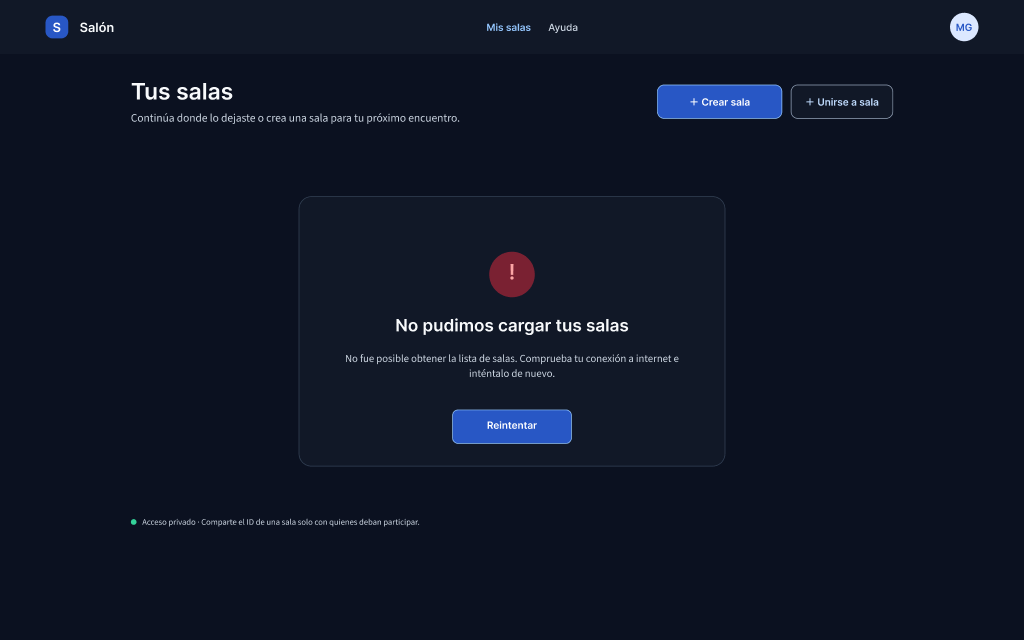 S
Salón
Mis salas
Ayuda
MG
Tus salas
Continúa donde lo dejaste o crea una sala para tu próximo encuentro.
+ Crear sala
+ Unirse a sala
!
No pudimos cargar tus salas
No fue posible obtener la lista de salas. Comprueba tu conexión a internet e
inténtalo de nuevo.
Reintentar
Acceso privado · Comparte el ID de una sala solo con quienes deban participar.